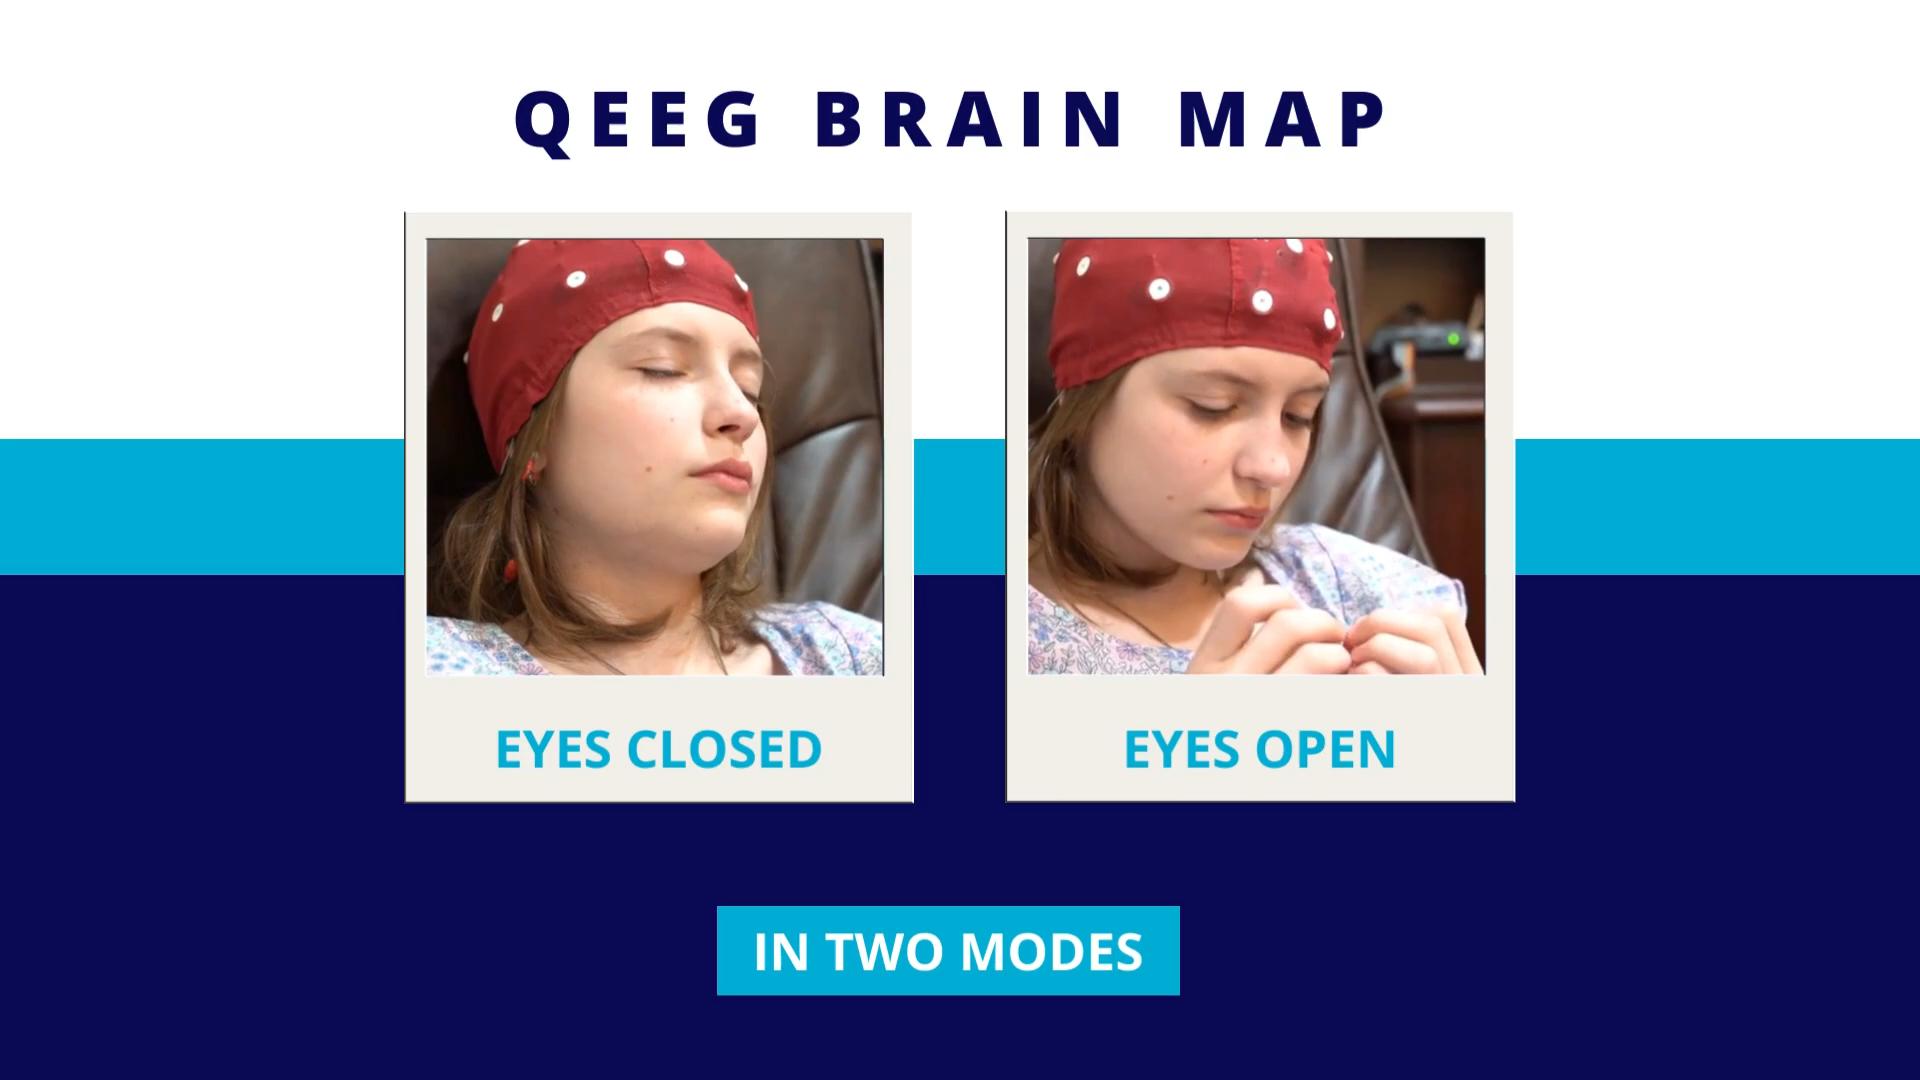 QEEG BRAIN MAP
EYES CLOSED
EYES OPEN
IN TWO MODES